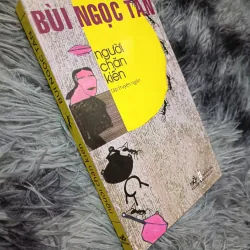 BÙI NGỌC TẤN
người
chăn
kiến
tập truyện ngắn